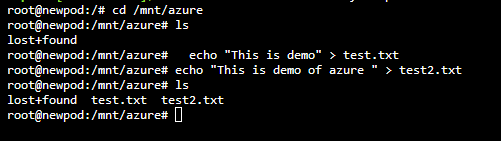 root@newpod:/# cd /mnt/azure
root@newpod:/mnt/azure# ls
lost+found
root@newpod:/mnt/azure#   echo "This is demo" > test.txt
root@newpod:/mnt/azure# echo "This is demo of azure " > test2.txt
root@newpod:/mnt/azure# ls
lost+found  test.txt  test2.txt
root@newpod:/mnt/azure#